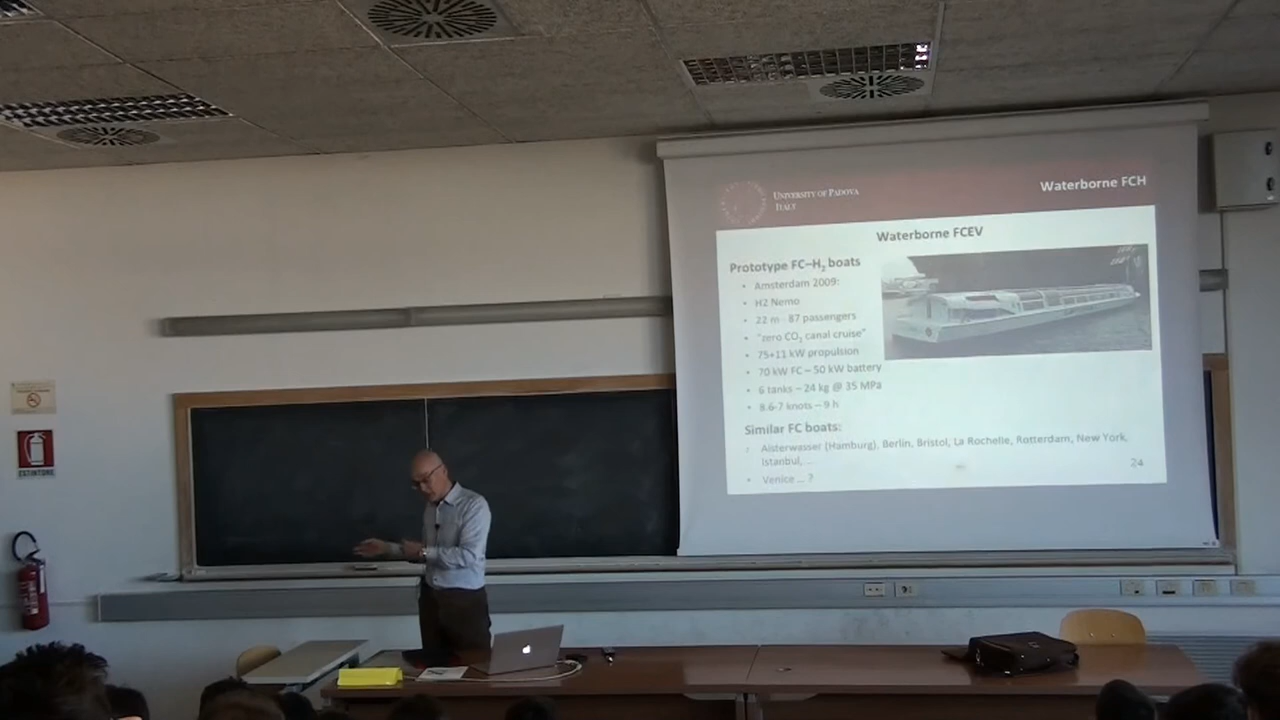 UNIVERSITY OF PADOVA
ITALY
Waterborne FCH
Waterborne FCEV
Prototype FC–H₂ boats
• Amsterdam 2009:
• H2 Nemo
• 22 m 87 passengers
• "zero CO₂ canal cruise"
• 75+11 kW propulsion
• 70 kW FC – 50 kW battery
• 6 tanks – 24 kg @ 35 MPa
• 8.6-7 knots – 9 h
Similar FC boats:
Alsterwasser (Hamburg), Berlin, Bristol, La Rochelle, Rotterdam, New York,
Istanbul, ...
• Venice ... ?
24
ESTINTORE